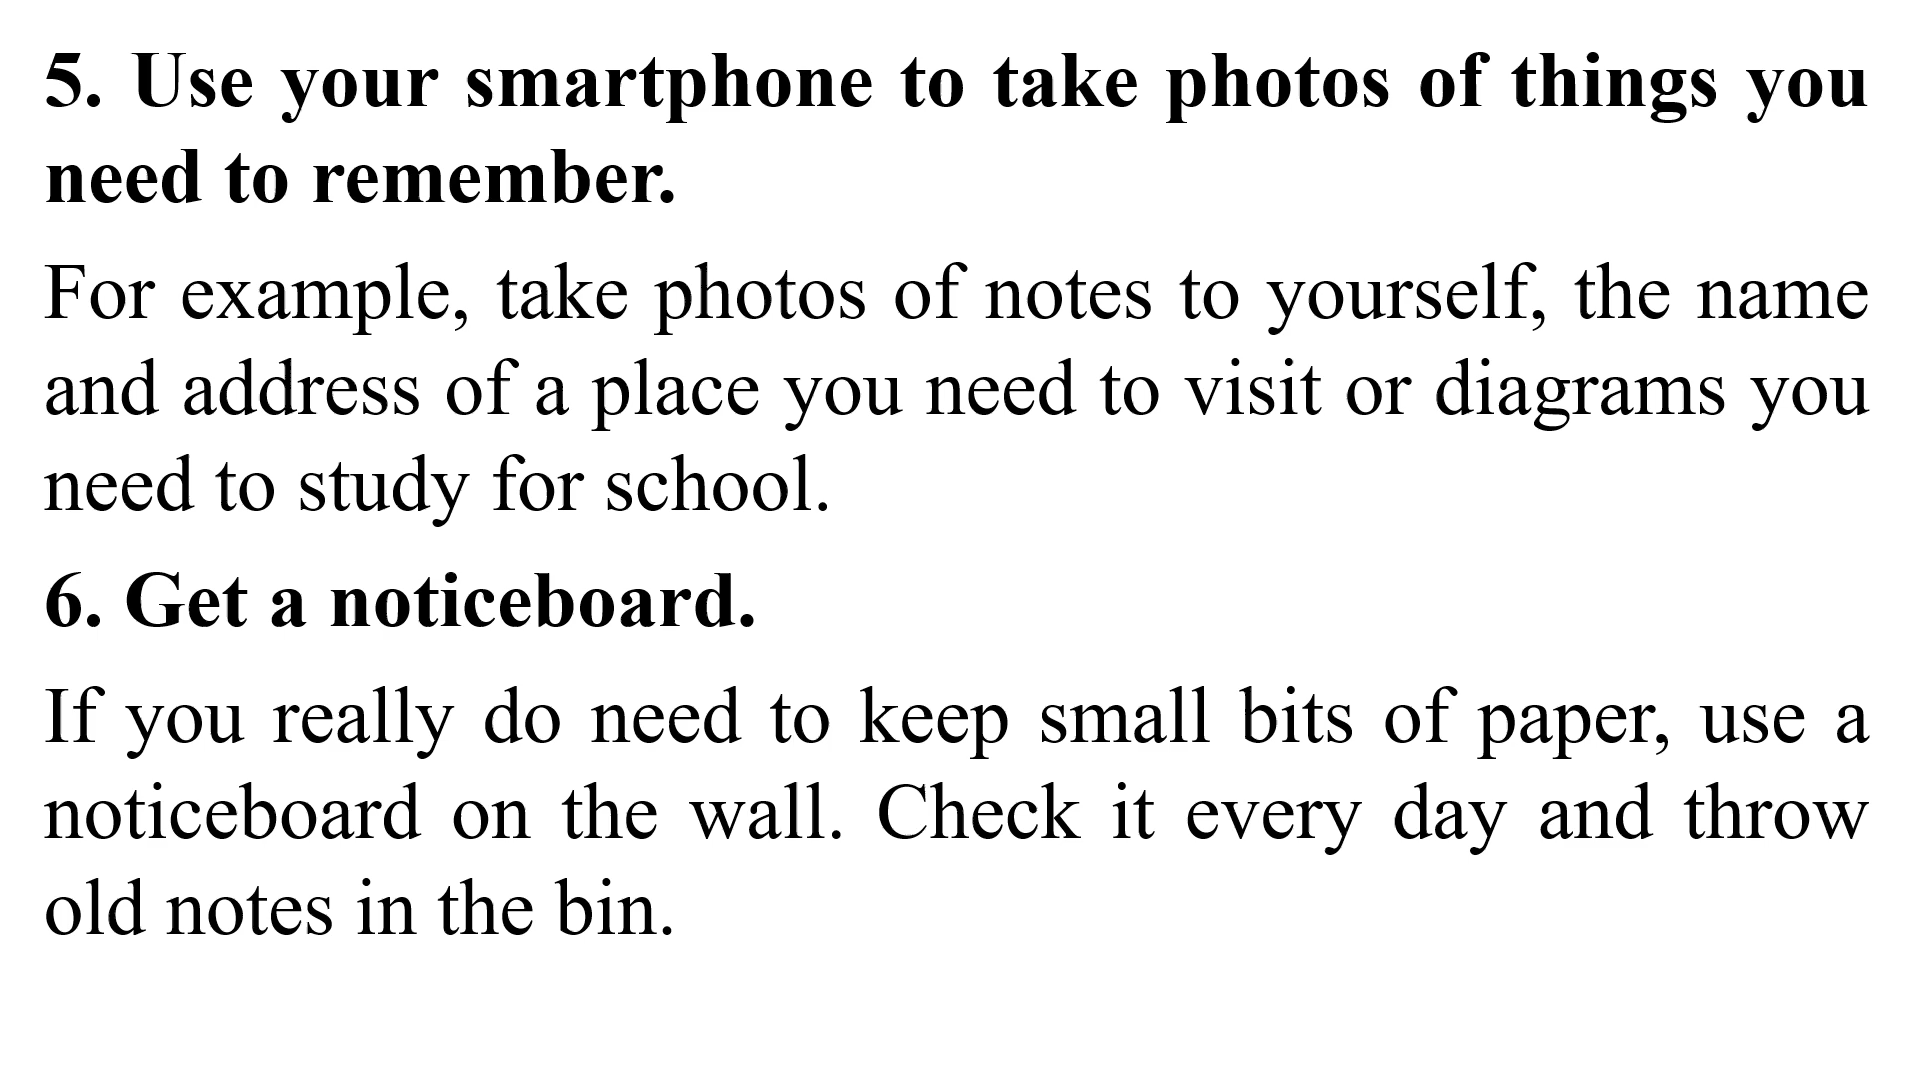 5. Use your smartphone to take photos of things you
need to remember.
For example, take photos of notes to yourself, the name
and address of a place you need to visit or diagrams you
need to study for school.
6. Get a noticeboard.
If you really do need to keep small bits of paper, use a
noticeboard on the wall. Check it every day and throw
old notes in the bin.